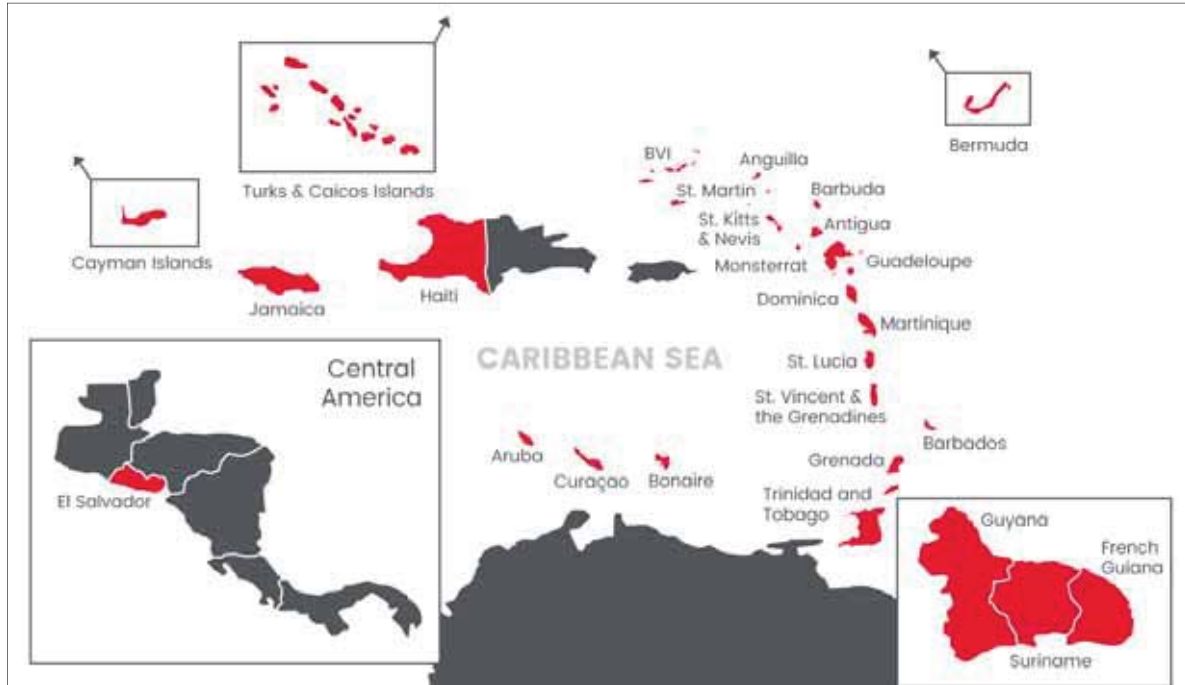 Turks & Caicos Islands
Bermuda
Cayman Islands
BVI
Anguilla
St. Martin
Barbuda
St. Kitts
& Nevis
Antigua
Monsterrat
Guadeloupe
Jamaica
Haiti
Dominica
Martinique
CARIBBEAN SEA
St. Lucia
St. Vincent &
the Grenadines
Barbados
Central
America
El Salvador
Aruba
Curaçao
Bonaire
Grenada
Trinidad and
Tobago
Guyana
French
Guiana
Suriname